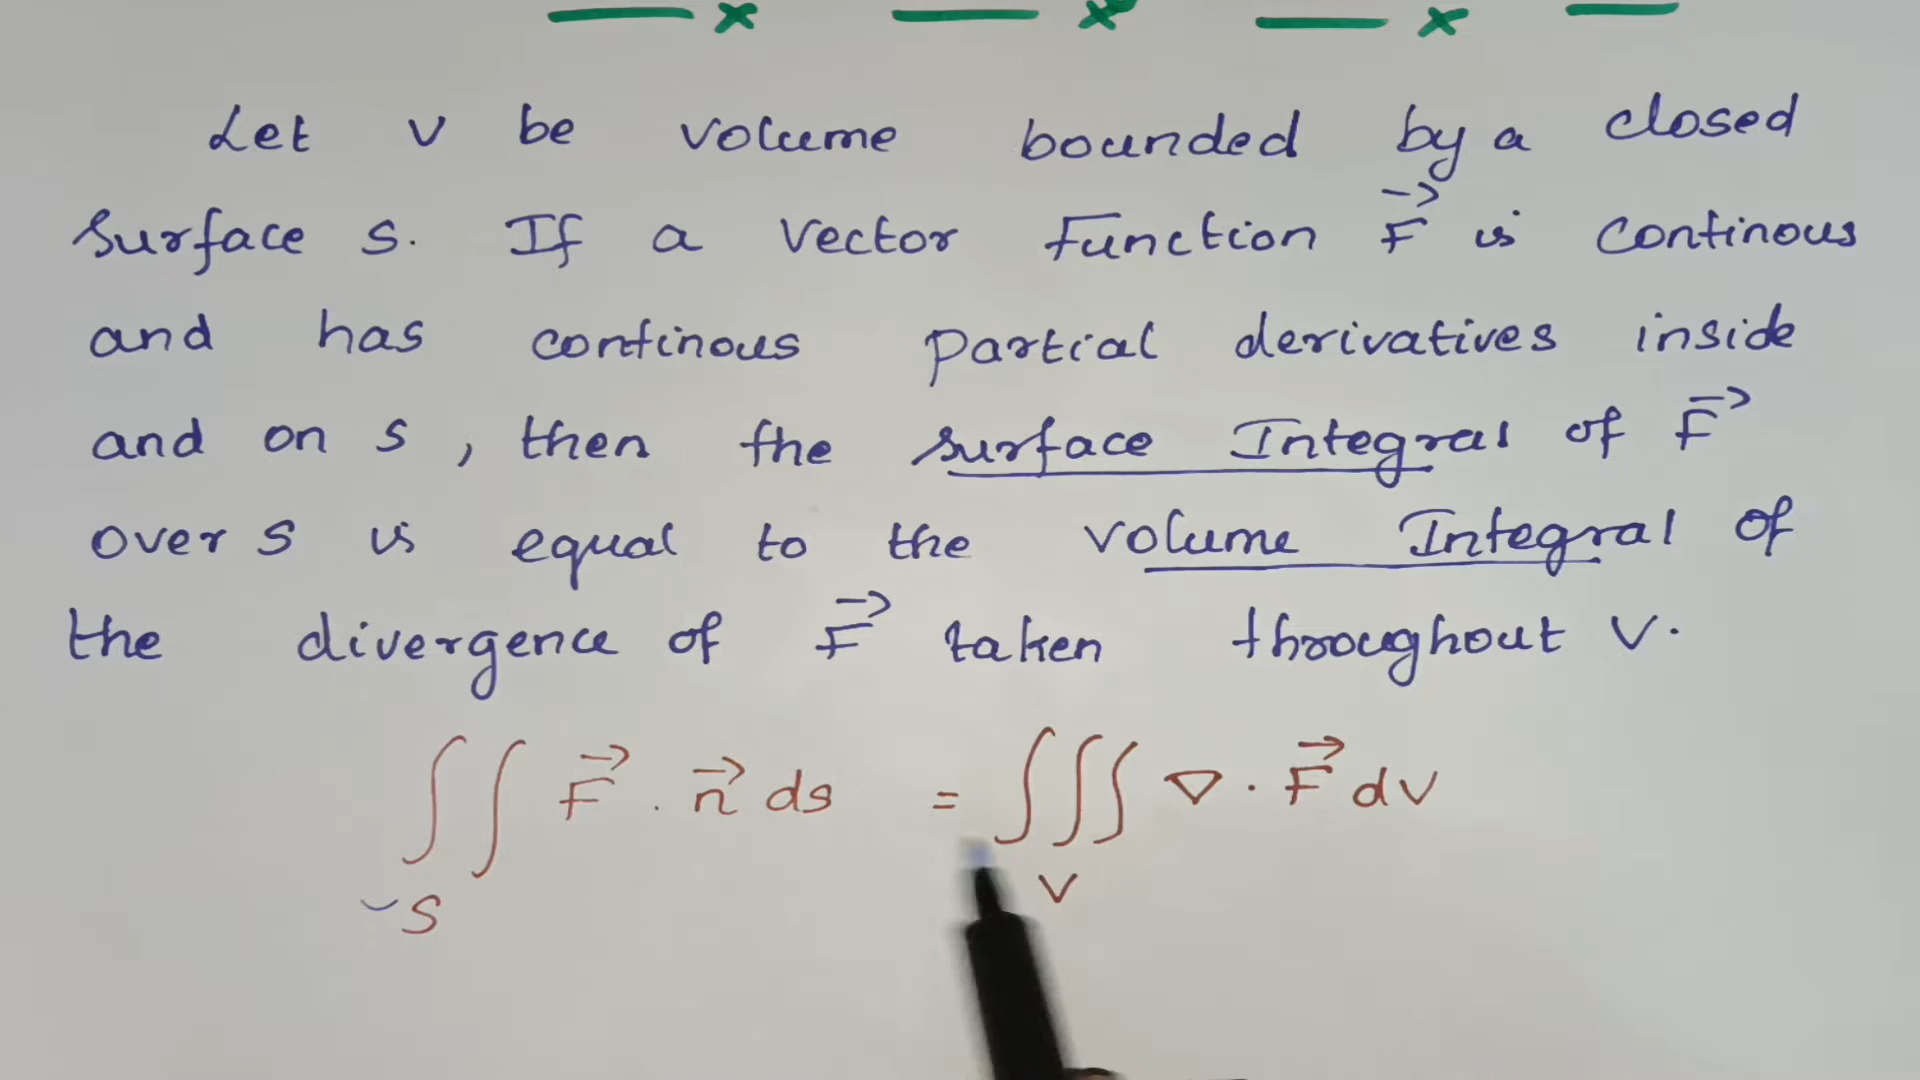 Let v be volume bounded by a closed
surface s. If a vector function F⃗ is continous
and has continous partial derivatives inside
and on s, then the surface Integral of F⃗
over s is equal to the volume Integral of
the divergence of F⃗ taken throughout v.
∫∫ F⃗ . n⃗ ds = ∫∫∫ ∇ · F⃗ dv
S V